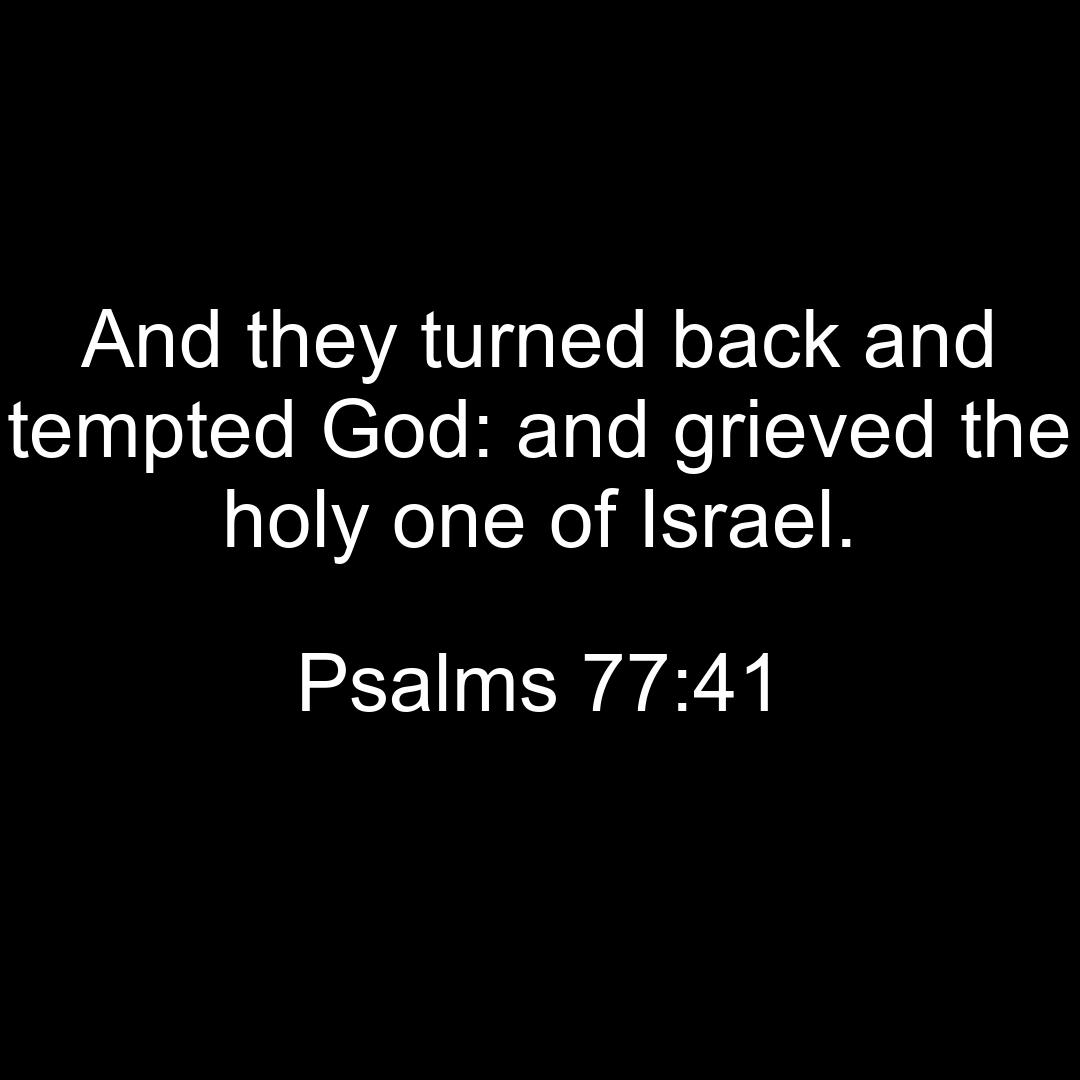 And they turned back and
tempted God: and grieved the
holy one of Israel.
Psalms 77:41